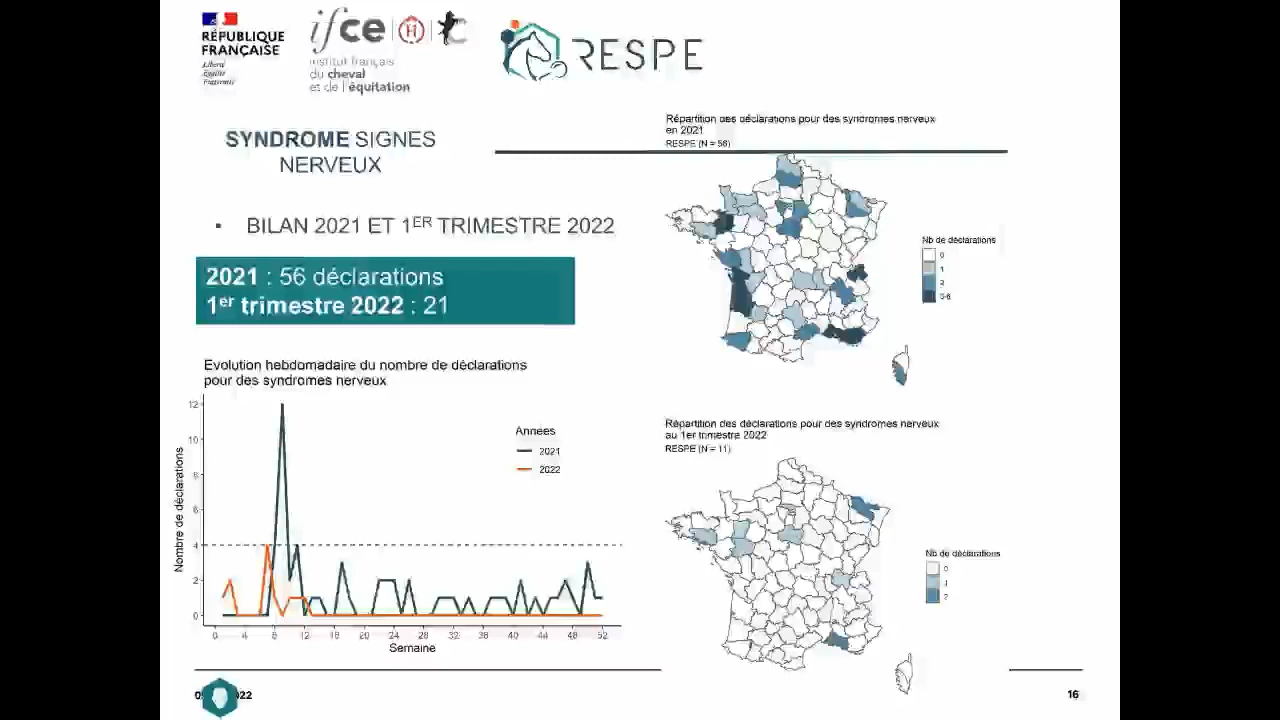 RÉPUBLIQUE
FRANÇAISE
Liberté
Égalité
Fraternité
ifce
institut français
du cheval
et de l'équitation
RESPE
SYNDROME SIGNES
NERVEUX
▪ BILAN 2021 ET 1ER TRIMESTRE 2022
2021 : 56 déclarations
1er trimestre 2022 : 21
Evolution hebdomadaire du nombre de déclarations
pour des syndromes nerveux
Nombre de déclarations
12
10
8
6
4
2
0
Années
2021
2022
0 4 8 12 16 20 24 28 32 36 40 44 48 52
Semaine
Répartition des déclarations pour des syndromes nerveux
en 2021
RESPE (N = 56)
Nb de déclarations
0
1
2
5-6
Répartition des déclarations pour des syndromes nerveux
au 1er trimestre 2022
RESPE (N = 11)
Nb de déclarations
0
1
2
22
16